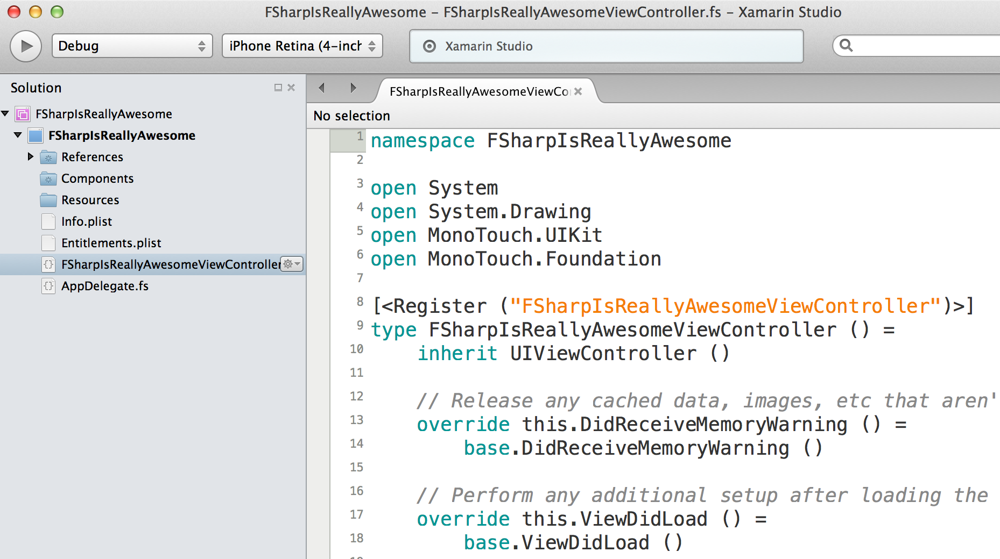 FSharpIsReallyAwesome – FSharpIsReallyAwesomeViewController.fs – Xamarin Studio
Debug
iPhone Retina (4-inch
Xamarin Studio
Solution
FSharpIsReallyAwesome
FSharpIsReallyAwesome
References
Components
Resources
Info.plist
Entitlements.plist
FSharpIsReallyAwesomeViewController
AppDelegate.fs
FSharpIsReallyAwesomeViewCo
No selection
1 namespace FSharpIsReallyAwesome
2
3 open System
4 open System.Drawing
5 open MonoTouch.UIKit
6 open MonoTouch.Foundation
7
8 [<Register ("FSharpIsReallyAwesomeViewController")>]
9 type FSharpIsReallyAwesomeViewController () =
10 inherit UIViewController ()
11
12 // Release any cached data, images, etc that aren'
13 override this.DidReceiveMemoryWarning () =
14 base.DidReceiveMemoryWarning ()
15
16 // Perform any additional setup after loading the
17 override this.ViewDidLoad () =
18 base.ViewDidLoad ()